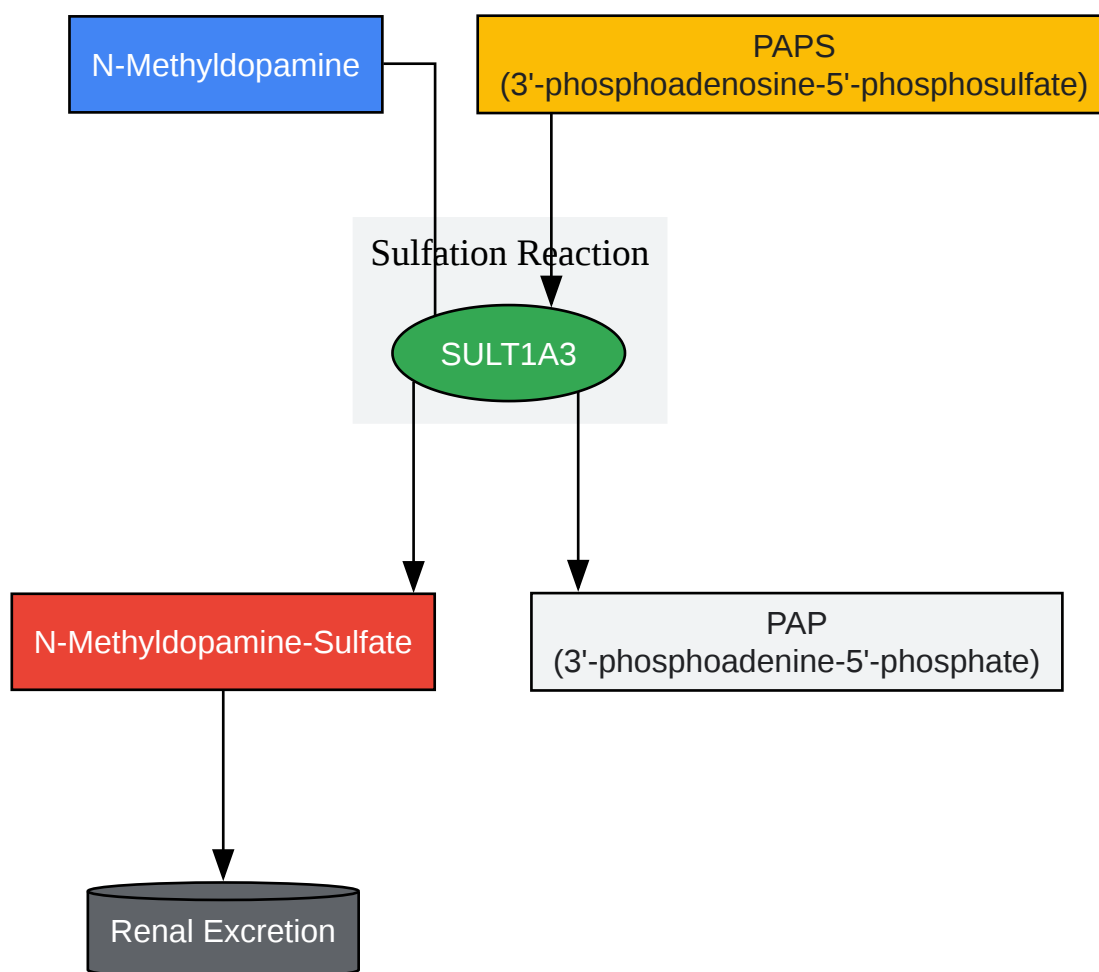 N-Methyldopamine
PAPS
(3'-phosphoadenosine-5'-phosphosulfate)
Sulfation Reaction
SULT1A3
N-Methyldopamine-Sulfate
PAP
(3'-phosphoadenine-5'-phosphate)
Renal Excretion